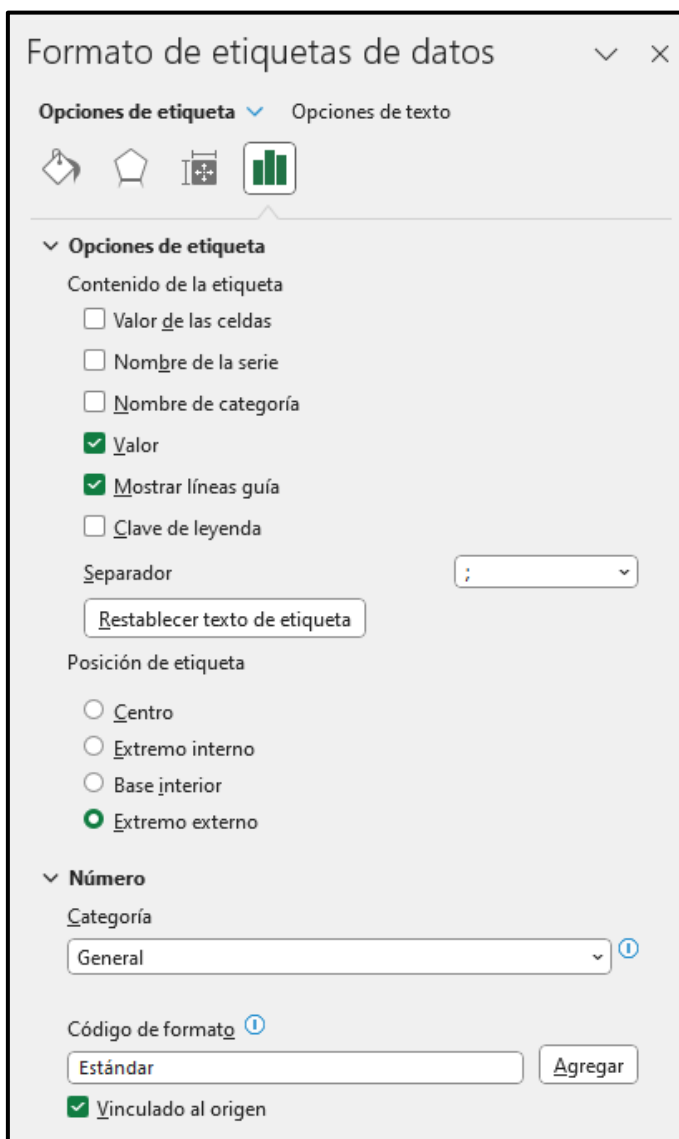 Formato de etiquetas de datos
Opciones de etiqueta Opciones de texto
Opciones de etiqueta
Contenido de la etiqueta
Valor de las celdas
Nombre de la serie
Nombre de categoría
Valor
Mostrar líneas guía
Clave de leyenda
Separador ;
Restablecer texto de etiqueta
Posición de etiqueta
Centro
Extremo interno
Base interior
Extremo externo
Número
Categoría
General
Código de formato
Estándar Agregar
Vinculado al origen